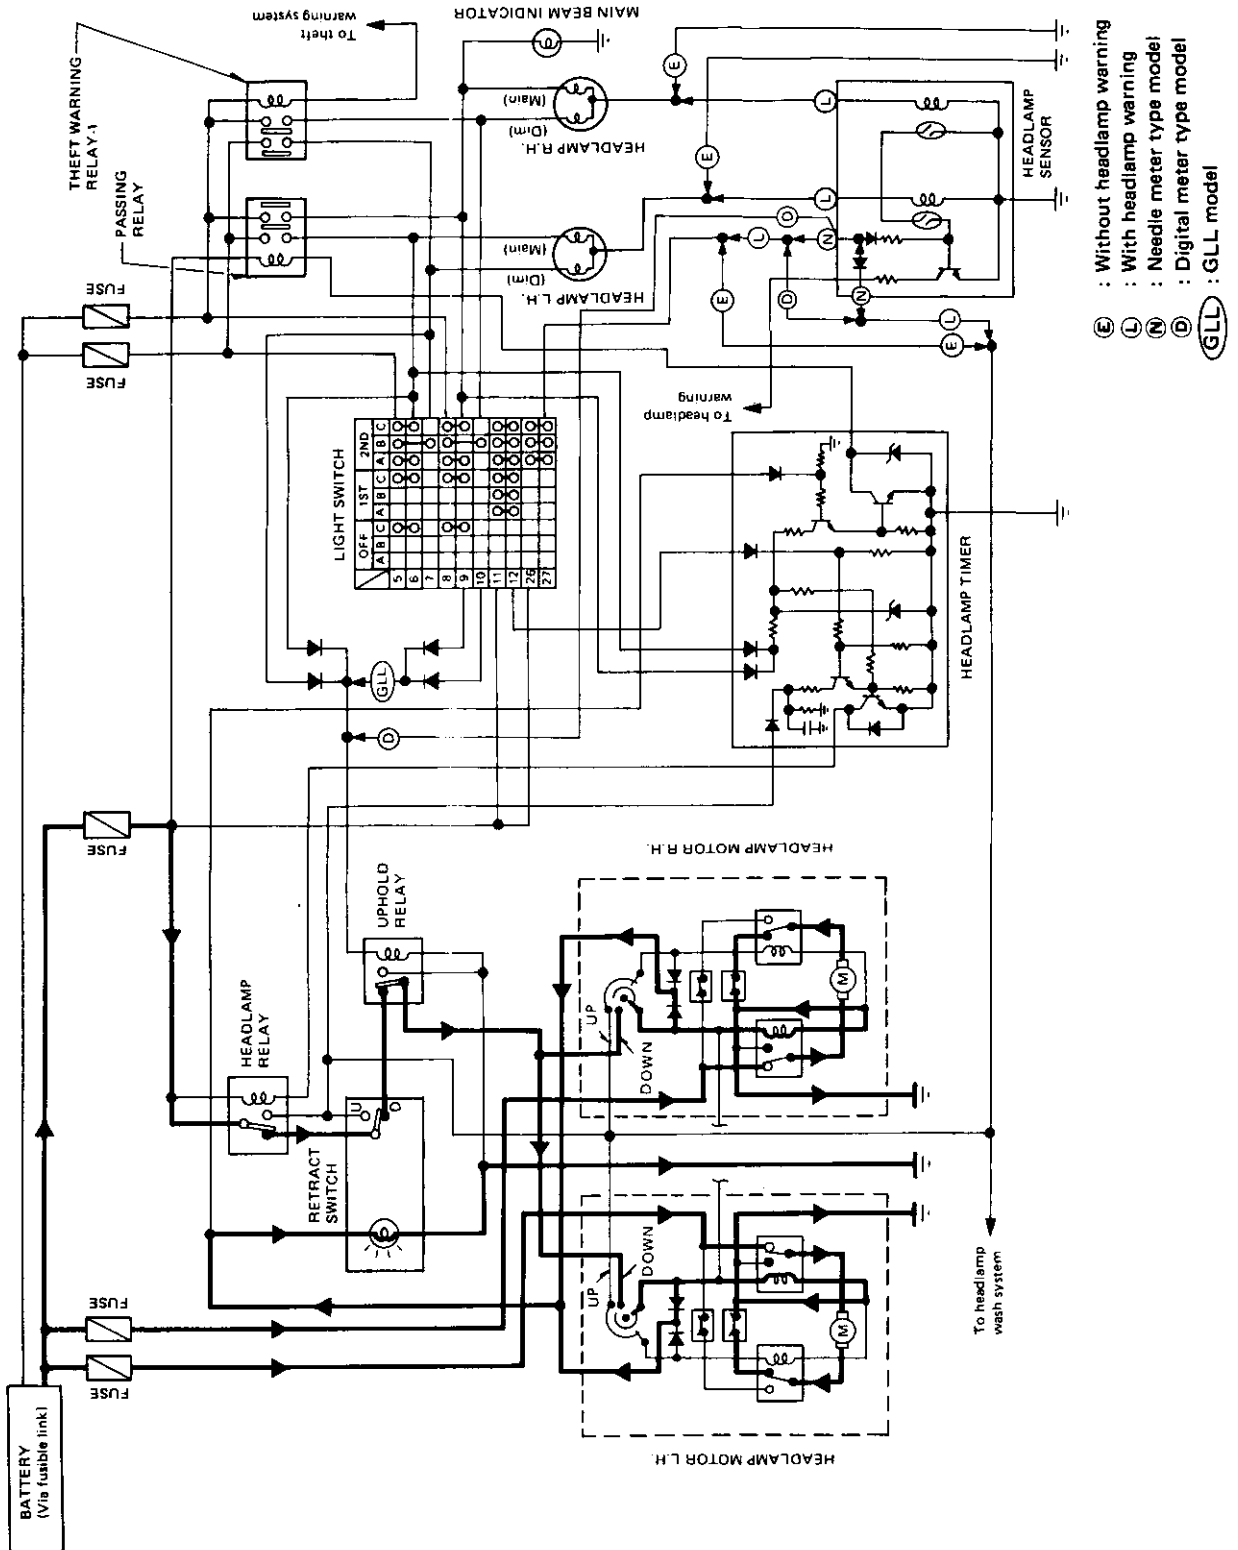 BATTERY
(Via fusible link)
FUSE
FUSE
FUSE
FUSE
FUSE
THEFT WARNING
RELAY-1
PASSING
RELAY
To theft
warning system
MAIN BEAM INDICATOR
(Main)
(Dim)
HEADLAMP R.H.
(Main)
(Dim)
HEADLAMP L.H.
LIGHT SWITCH
OFF 1ST 2ND
A B C A B C A B C
5
6
7
8
9
10
11
12
26
27
GLL
D
HEADLAMP
RELAY
UPHOLD
RELAY
RETRACT
SWITCH
U
D
UP
DOWN
M
HEADLAMP MOTOR R.H.
UP
DOWN
M
HEADLAMP MOTOR L.H.
To headlamp
wash system
To headlamp
warning
HEADLAMP TIMER
HEADLAMP
SENSOR
E
E
L
L
D
N
L
E
D
N
L
E
E : Without headlamp warning
L : With headlamp warning
N : Needle meter type model
D : Digital meter type model
GLL : GLL model